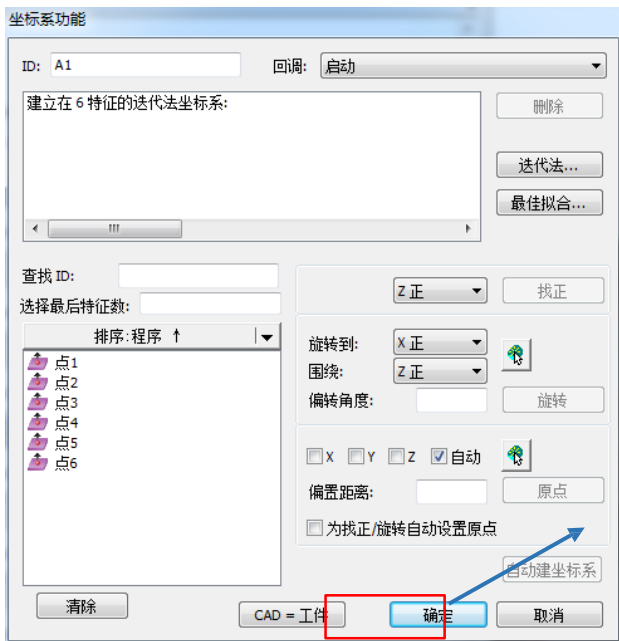 坐标系功能
ID: A1
回调: 启动
建立在 6 特征的迭代法坐标系:
删除
迭代法...
最佳拟合...
查找 ID:
选择最后特征数:
Z 正
找正
排序:程序 ↑
旋转到: X 正
围绕: Z 正
偏转角度:
旋转
点1
点2
点3
点4
点5
点6
X Y Z 自动
偏置距离:
原点
为找正/旋转自动设置原点
自动建坐标系
清除
CAD = 工件
确定
取消